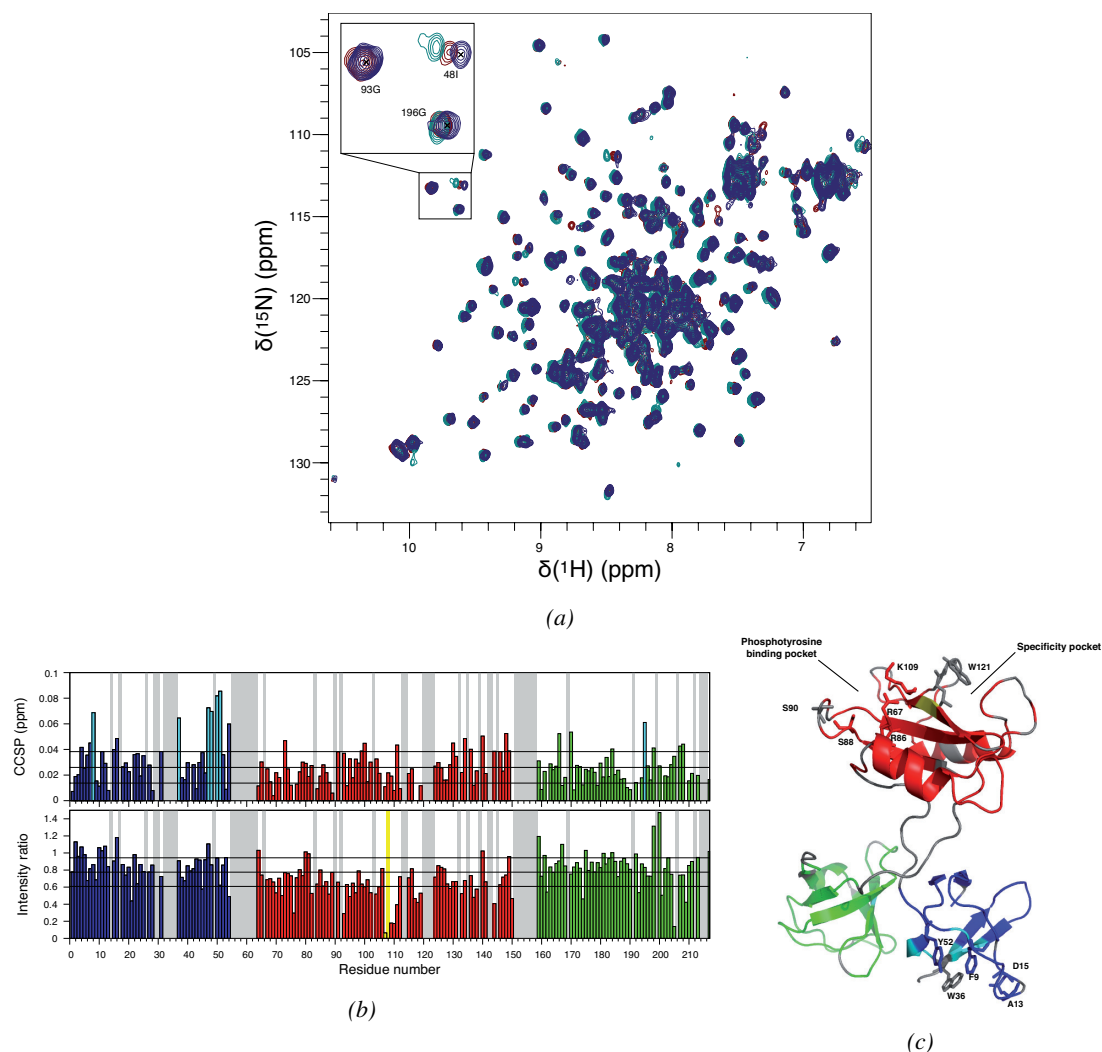 (a)
105
110
115
120
125
130
δ(¹⁵N) (ppm)
93G
48I
196G
10
9
8
7
δ(¹H) (ppm)
(a)
CCSP (ppm)
0.1
0.08
0.06
0.04
0.02
0
Intensity ratio
1.4
1.2
1
0.8
0.6
0.4
0.2
0
0 10 20 30 40 50 60 70 80 90 100 110 120 130 140 150 160 170 180 190 200 210
Residue number
(b)
Phosphotyrosine
binding pocket
Specificity pocket
K109
W121
S90
R67
S88
R86
Y52
F9
D15
W36
A13
(c)